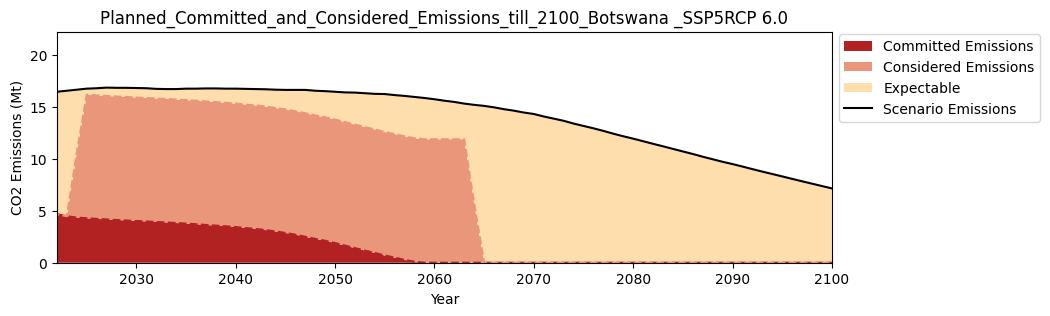 Planned_Committed_and_Considered_Emissions_till_2100_Botswana _SSP5RCP 6.0
Committed Emissions
Considered Emissions
Expectable
Scenario Emissions
CO2 Emissions (Mt)
20
15
10
5
0
2030 2040 2050 2060 2070 2080 2090 2100
Year